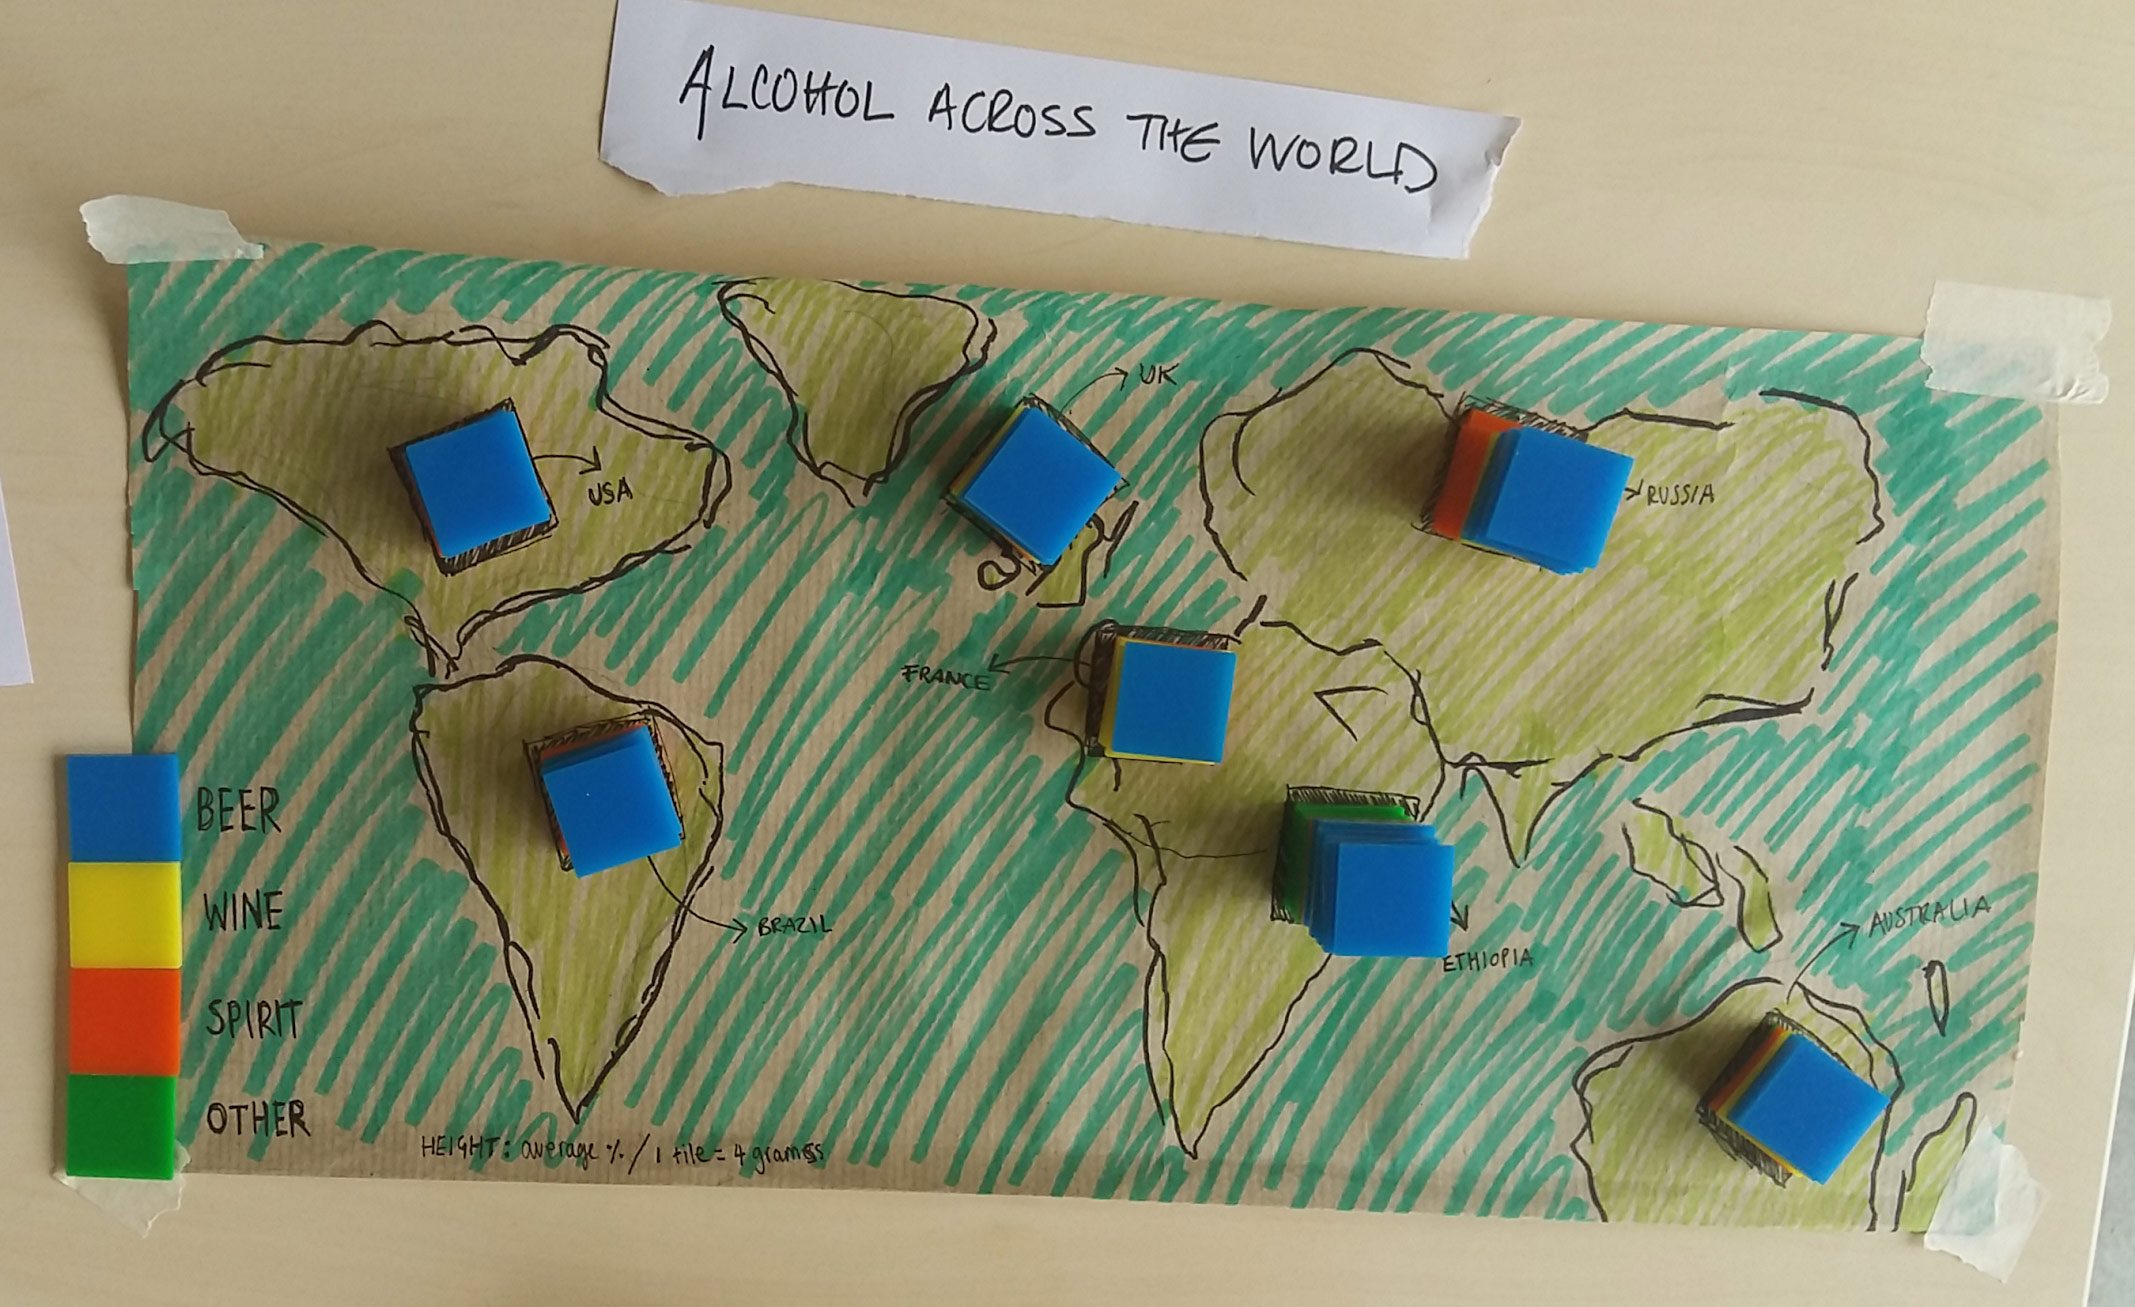 ALCOHOL ACROSS THE WORLD
UK
USA
RUSSIA
FRANCE
BEER
WINE
BRAZIL
AUSTRALIA
ETHIOPIA
SPIRIT
OTHER
HEIGHT: average % / 1 tile = 4 gramss